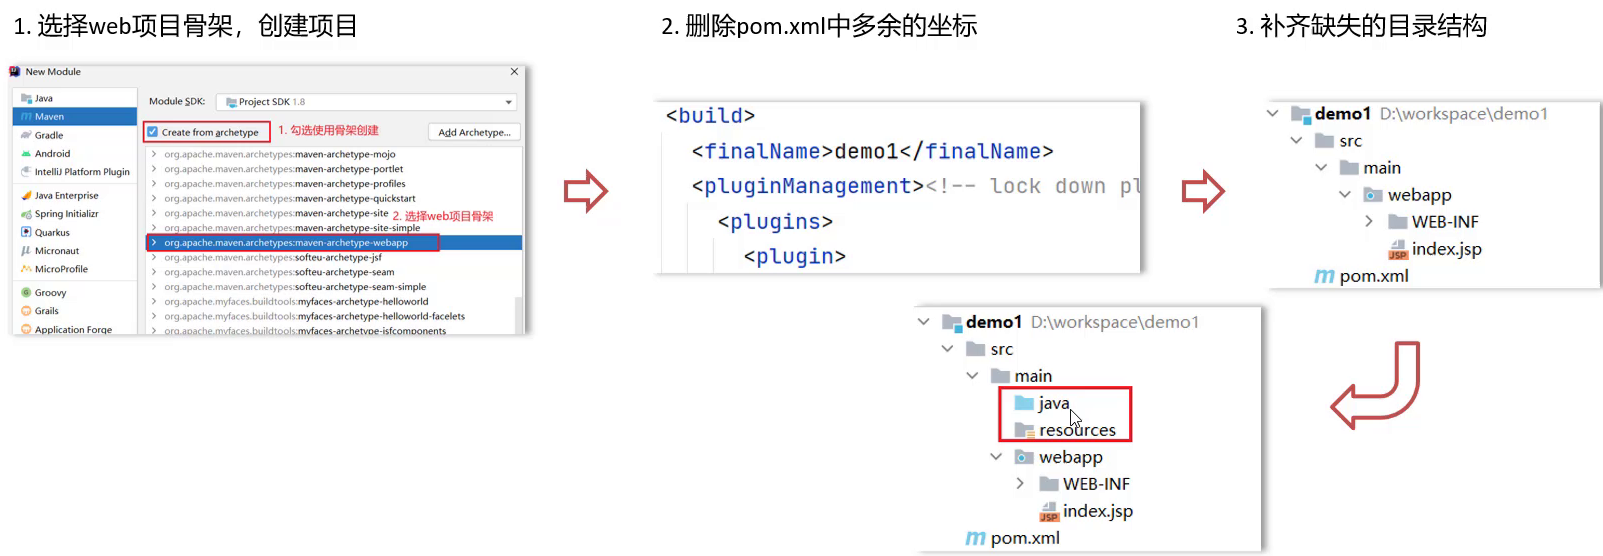 1. 选择web项目骨架，创建项目
New Module
Java
Maven
Gradle
Android
IntelliJ Platform Plugin
Java Enterprise
Spring Initializr
Quarkus
Micronaut
MicroProfile
Groovy
Grails
Application Forge
Module SDK:
Project SDK 1.8
Create from archetype
1. 勾选使用骨架创建
Add Archetype...
org.apache.maven.archetypes:maven-archetype-mojo
org.apache.maven.archetypes:maven-archetype-portlet
org.apache.maven.archetypes:maven-archetype-profiles
org.apache.maven.archetypes:maven-archetype-quickstart
org.apache.maven.archetypes:maven-archetype-site
2. 选择web项目骨架
org.apache.maven.archetypes:maven-archetype-site-simple
org.apache.maven.archetypes:maven-archetype-webapp
org.apache.maven.archetypes:softeu-archetype-jsf
org.apache.maven.archetypes:softeu-archetype-seam
org.apache.maven.archetypes:softeu-archetype-seam-simple
org.apache.myfaces.buildtools:myfaces-archetype-helloworld
org.apache.myfaces.buildtools:myfaces-archetype-helloworld-facelets
org.apache.myfaces.buildtools:myfaces-archetype-jsfcomponents
2. 删除pom.xml中多余的坐标
<build>
<finalName>demo1</finalName>
<pluginManagement><!-- lock down pl
<plugins>
<plugin>
3. 补齐缺失的目录结构
demo1 D:\workspace\demo1
src
main
webapp
WEB-INF
JSP index.jsp
m pom.xml
demo1 D:\workspace\demo1
src
main
java
resources
webapp
WEB-INF
JSP index.jsp
m pom.xml